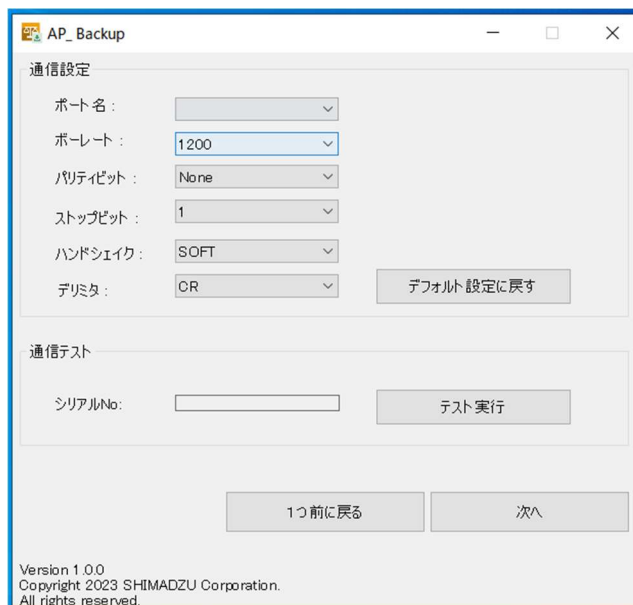 AP_ Backup
通信設定
ポート名 :
ボーレート : 1200
パリティビット : None
ストップビット : 1
ハンドシェイク : SOFT
デリミタ : CR デフォルト設定に戻す
通信テスト
シリアルNo: テスト実行
1つ前に戻る 次へ
Version 1.0.0
Copyright 2023 SHIMADZU Corporation.
All rights reserved.